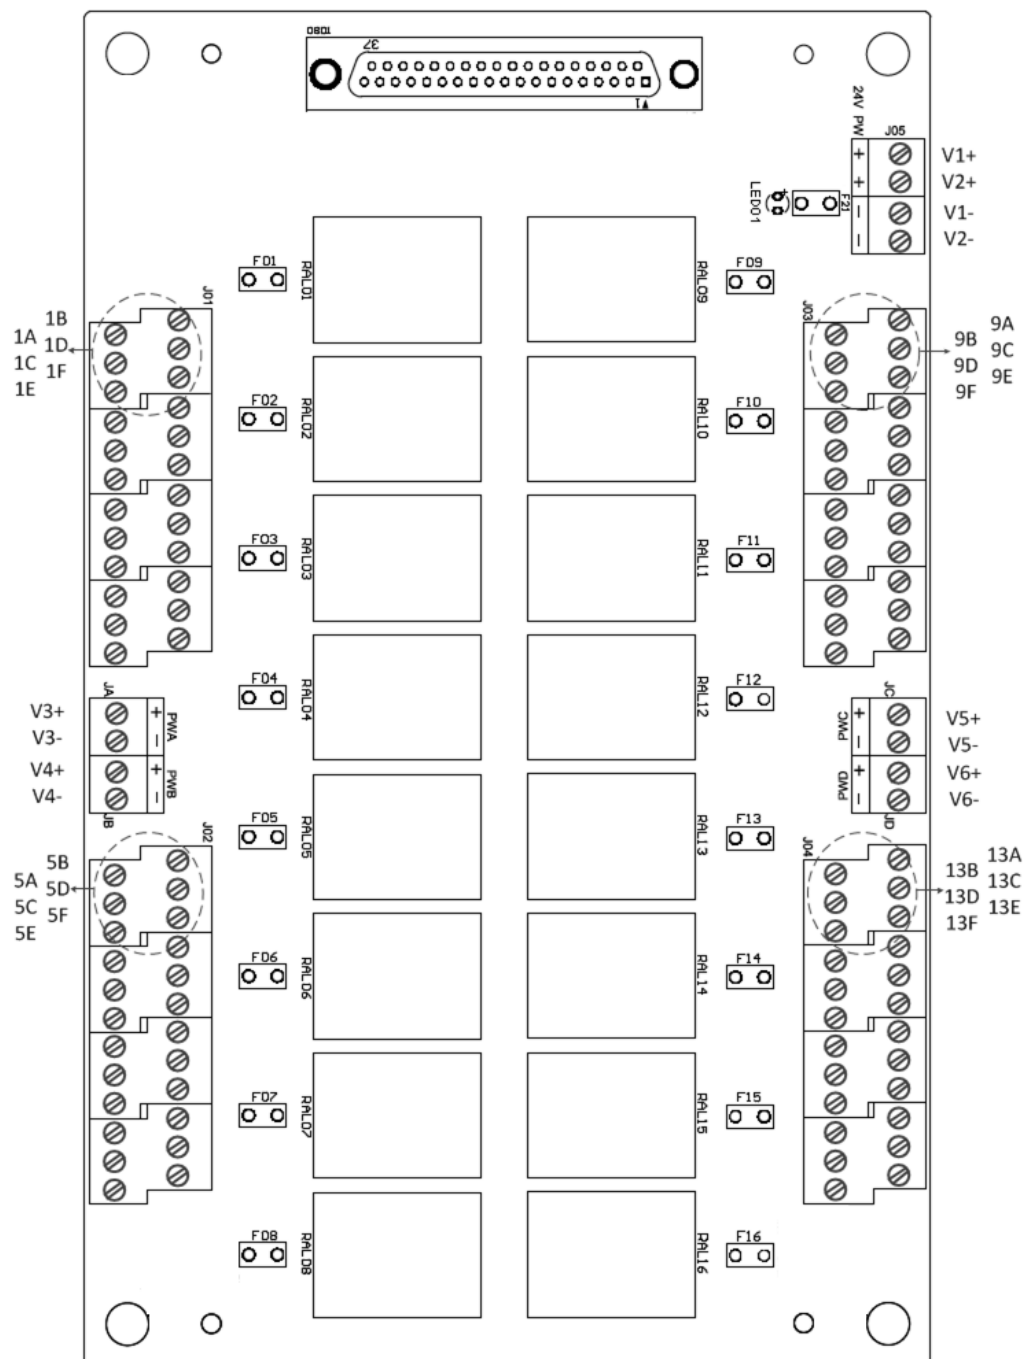 TOBO
37
1
24V PW
J05
+
+
-
-
V1+
V2+
V1-
V2-
LED01
+
F21
F01
RAL01
RAL09
F09
J01
1B
1A 1D
1C 1F
1E
J03
9A
9B 9C
9D 9E
9F
F02
RAL02
RAL10
F10
F03
RAL03
RAL11
F11
F04
RAL04
RAL12
F12
JA
V3+
V3-
V4+
V4-
+
-
+
-
PWA
PWB
JB
JC
+
-
+
-
PWC
PWD
V5+
V5-
V6+
V6-
JD
F05
RAL05
RAL13
F13
J02
5B
5A 5D
5C 5F
5E
J04
13A
13B 13C
13D 13E
13F
F06
RAL06
RAL14
F14
F07
RAL07
RAL15
F15
F08
RAL08
RAL16
F16